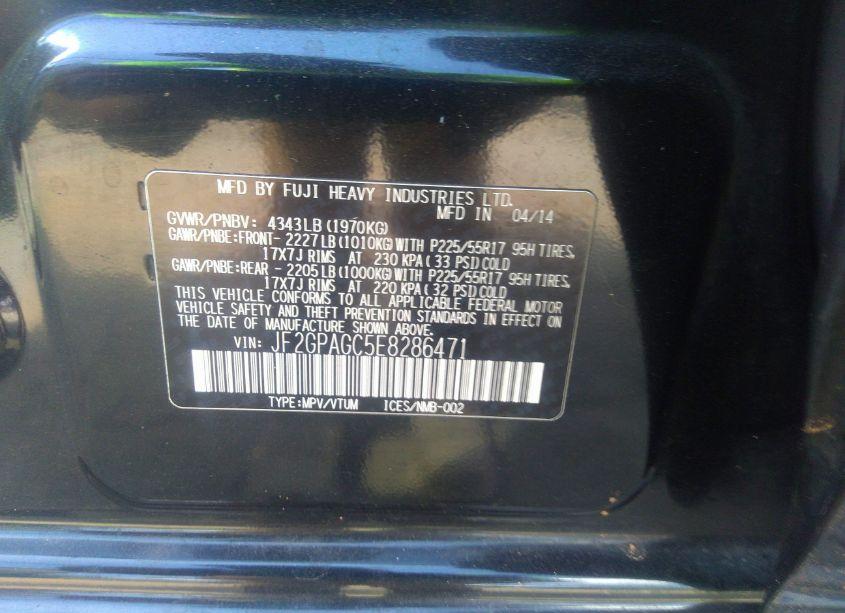 MFD BY FUJI HEAVY INDUSTRIES LTD.
MFD IN 04/14
GVWR/PNBV: 4343LB (1970KG)
GAWR/PNBE:FRONT- 2227LB(1010KG)WITH P225/55R17 95H TIRES,
17X7J RIMS AT 230 KPA( 33 PSI)COLD
GAWR/PNBE:REAR - 2205LB(1000KG)WITH P225/55R17 95H TIRES,
17X7J RIMS AT 220 KPA( 32 PSI)COLD
THIS VEHICLE CONFORMS TO ALL APPLICABLE FEDERAL MOTOR
VEHICLE SAFETY AND THEFT PREVENTION STANDARDS IN EFFECT ON
THE DATE OF MANUFACTURE SHOWN ABOVE.
VIN: JF2GPAGC5E8286471
TYPE:MPV/VTUM ICES/NMB-002